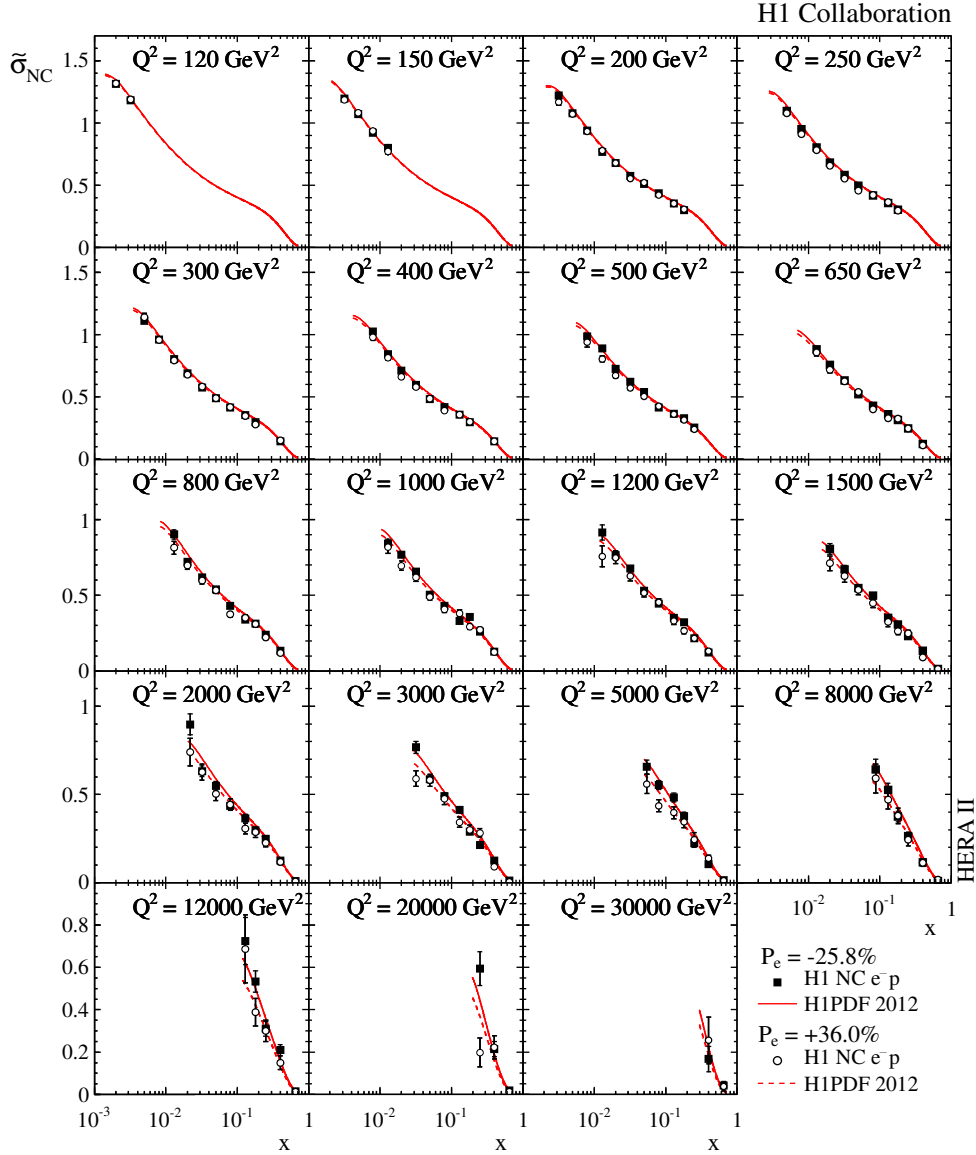 H1 Collaboration
σ̃NC
Q² = 120 GeV²
Q² = 150 GeV²
Q² = 200 GeV²
Q² = 250 GeV²
1.5
1
0.5
0
Q² = 300 GeV²
Q² = 400 GeV²
Q² = 500 GeV²
Q² = 650 GeV²
1.5
1
0.5
0
Q² = 800 GeV²
Q² = 1000 GeV²
Q² = 1200 GeV²
Q² = 1500 GeV²
1
0.5
0
Q² = 2000 GeV²
Q² = 3000 GeV²
Q² = 5000 GeV²
Q² = 8000 GeV²
1
0.5
0
HERA II
Q² = 12000 GeV²
Q² = 20000 GeV²
Q² = 30000 GeV²
0.8
0.6
0.4
0.2
0
10⁻² 10⁻¹ 1
x
Pe = -25.8%
H1 NC e⁻p
H1PDF 2012
Pe = +36.0%
H1 NC e⁻p
H1PDF 2012
10⁻³ 10⁻² 10⁻¹ 1 10⁻² 10⁻¹ 1 10⁻² 10⁻¹ 1
x x x